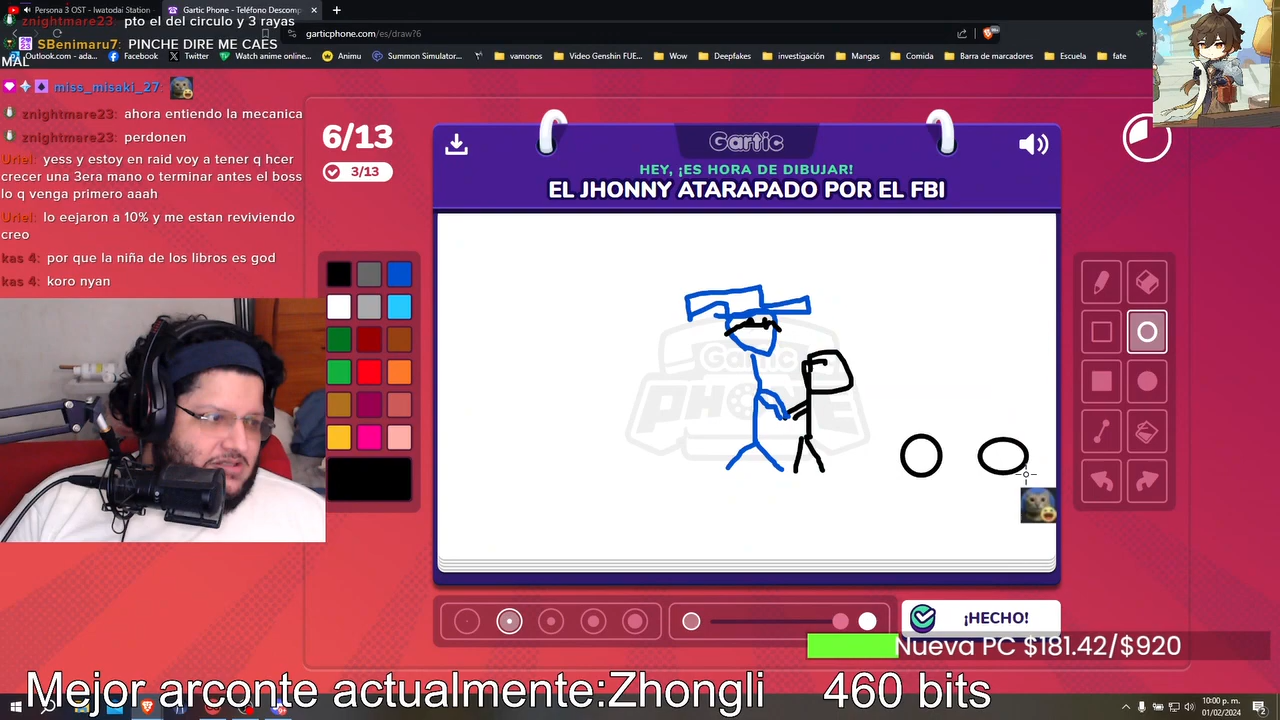 Persona 3 OST - Iwatodai Station
Gartic Phone - Teléfono Descomp
garticphone.com/es/draw?6
Outlook.com - ada...
Facebook
Twitter
Watch anime online...
Animu
Summon Simulator...
vamonos
Video Genshin FUE...
Wow
Deepfakes
investigación
Mangas
Comida
Barra de marcadores
Escuela
fate
znightmare23: pto el del circulo y 3 rayas
SBenimaru7: PINCHE DIRE ME CAES
MAL
miss_misaki_27:
znightmare23: ahora entiendo la mecanica
znightmare23: perdonen
Uriel: yess y estoy en raid voy a tener q hcer
crecer una 3era mano o terminar antes el boss
lo q venga primero aaah
Uriel: lo eejaron a 10% y me estan reviviendo
creo
kas 4: por que la niña de los libros es god
kas 4: koro nyan
6/13
3/13
Gartic
HEY, ¡ES HORA DE DIBUJAR!
EL JHONNY ATARAPADO POR EL FBI
Gartic
PHONE
¡HECHO!
Nueva PC $181.42/$920
Mejor arconte actualmente:Zhongli 460 bits
10:00 p. m.
01/02/2024